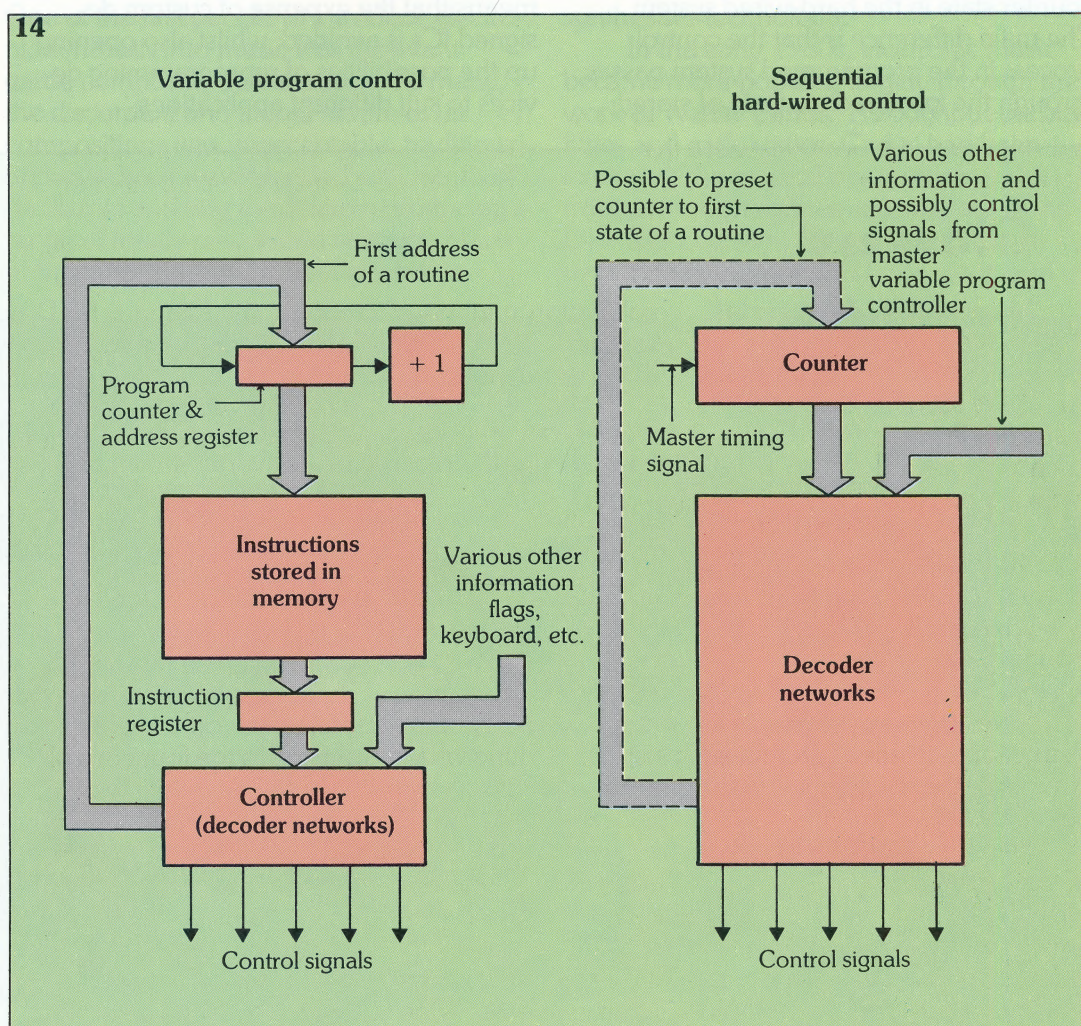 14
Variable program control
First address
of a routine
+ 1
Program
counter &
address register
Instructions
stored in
memory
Various other
information
flags,
keyboard, etc.
Instruction
register
Controller
(decoder networks)
Control signals
Sequential
hard-wired control
Possible to preset
counter to first
state of a routine
Various other
information and
possibly control
signals from
‘master’
variable program
controller
Counter
Master timing
signal
Decoder
networks
Control signals